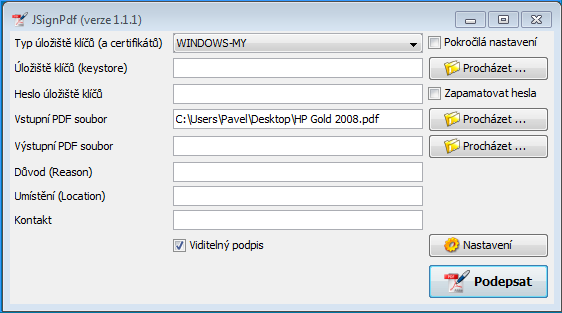 JSignPdf (verze 1.1.1)
Typ úložiště klíčů (a certifikátů) WINDOWS-MY Pokročilá nastavení
Úložiště klíčů (keystore) Procházet ...
Heslo úložiště klíčů Zapamatovat hesla
Vstupní PDF soubor C:\Users\Pavel\Desktop\HP Gold 2008.pdf Procházet ...
Výstupní PDF soubor Procházet ...
Důvod (Reason)
Umístění (Location)
Kontakt
Viditelný podpis Nastavení
Podepsat